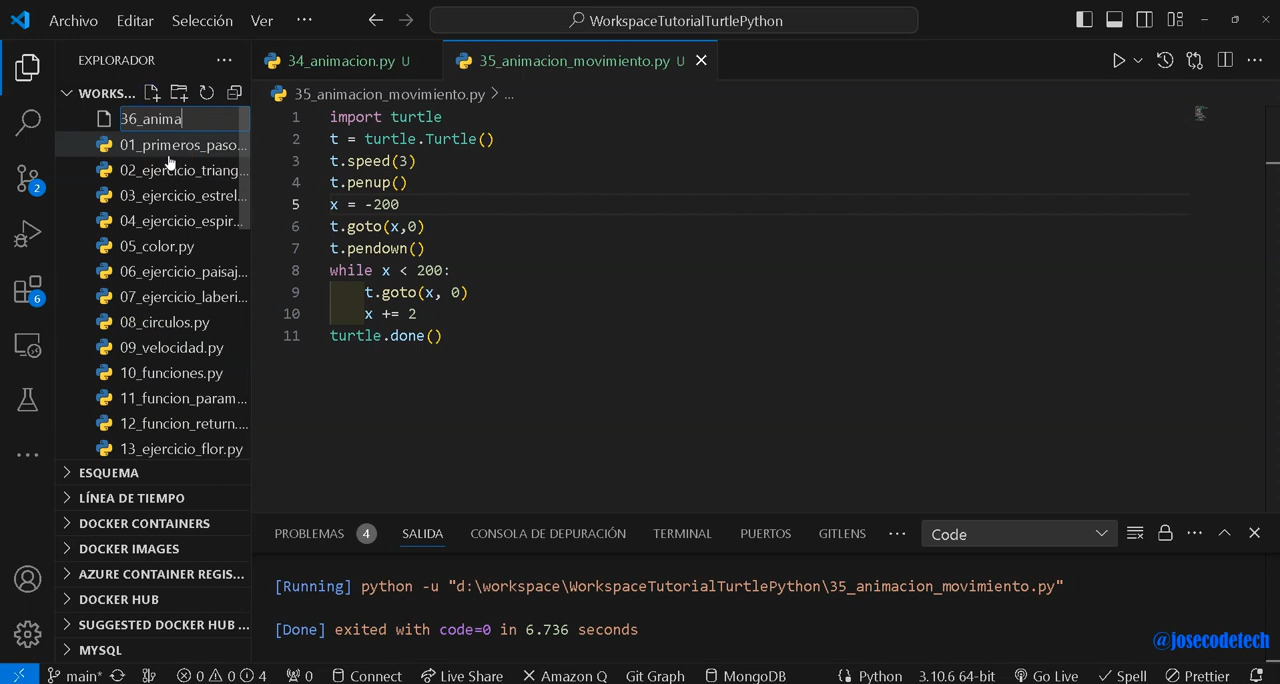 Archivo Editar Selección Ver ... WorkspaceTutorialTurtlePython
EXPLORADOR ...
WORKS...
36_anima
01_primeros_paso...
02_ejercicio_triang...
03_ejercicio_estrel...
04_ejercicio_espir...
05_color.py
06_ejercicio_paisaj...
07_ejercicio_laberi...
08_circulos.py
09_velocidad.py
10_funciones.py
11_funcion_param...
12_funcion_return....
13_ejercicio_flor.py
ESQUEMA
LÍNEA DE TIEMPO
DOCKER CONTAINERS
DOCKER IMAGES
AZURE CONTAINER REGIS...
DOCKER HUB
SUGGESTED DOCKER HUB ...
MYSQL
2
6
34_animacion.py U 35_animacion_movimiento.py U
35_animacion_movimiento.py > ...
1 import turtle
2 t = turtle.Turtle()
3 t.speed(3)
4 t.penup()
5 x = -200
6 t.goto(x,0)
7 t.pendown()
8 while x < 200:
9 t.goto(x, 0)
10 x += 2
11 turtle.done()
PROBLEMAS 4 SALIDA CONSOLA DE DEPURACIÓN TERMINAL PUERTOS GITLENS ... Code
[Running] python -u "d:\workspace\WorkspaceTutorialTurtlePython\35_animacion_movimiento.py"
[Done] exited with code=0 in 6.736 seconds
@josecodetech
main* 0 0 4 0 Connect Live Share Amazon Q Git Graph MongoDB Python 3.10.6 64-bit Go Live Spell Prettier